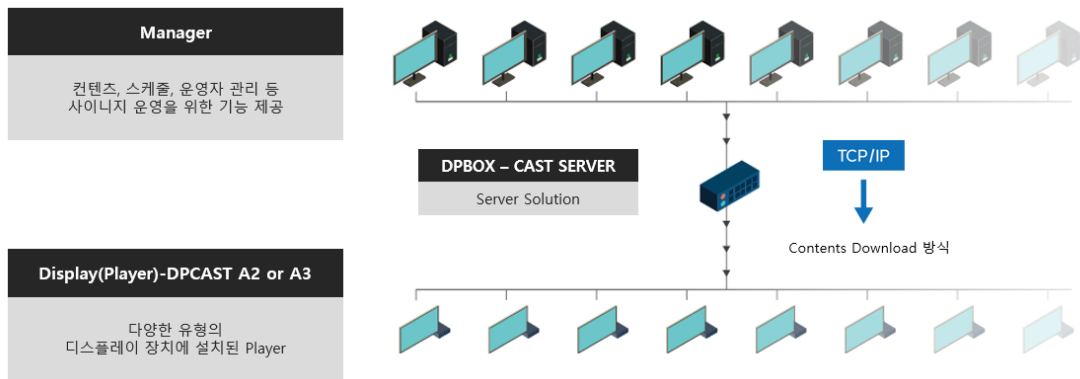 Manager
컨텐츠, 스케줄, 운영자 관리 등
사이니지 운영을 위한 기능 제공
DPBOX – CAST SERVER
Server Solution
TCP/IP
Contents Download 방식
Display(Player)-DPCAST A2 or A3
다양한 유형의
디스플레이 장치에 설치된 Player